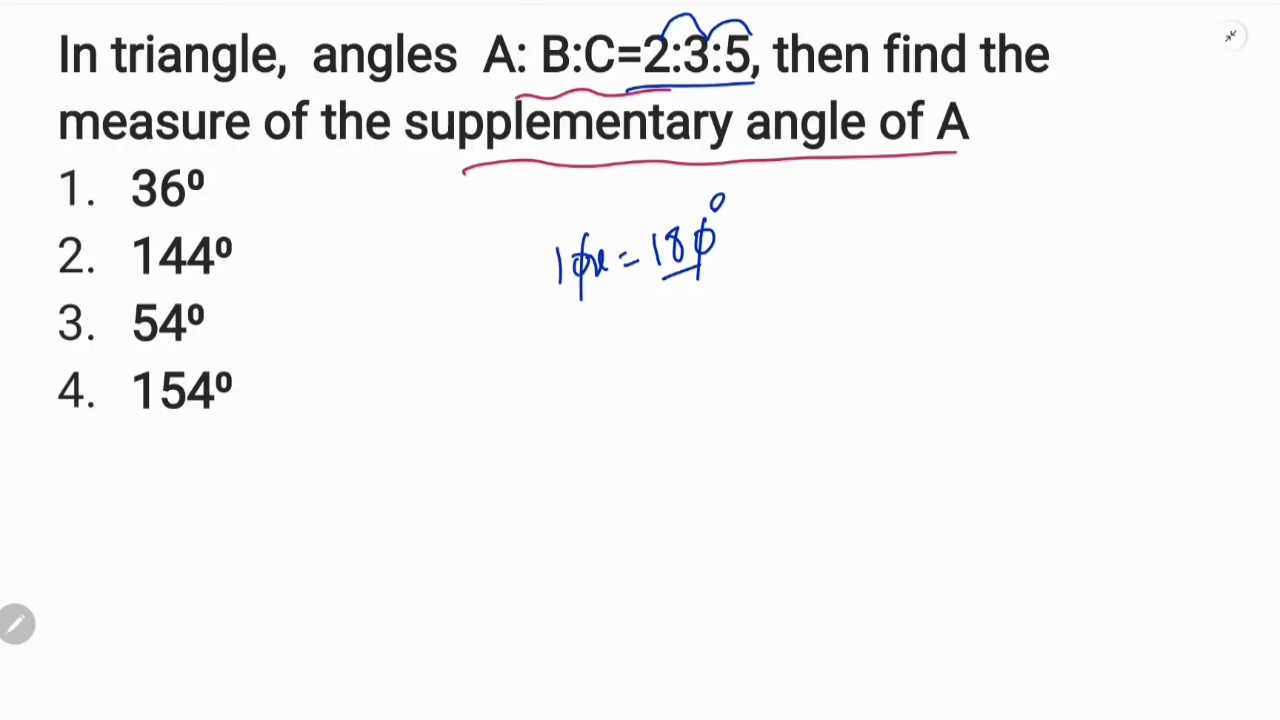 In triangle, angles A: B:C=2:3:5, then find the
measure of the supplementary angle of A
1. 36⁰
2. 144⁰
3. 54⁰
4. 154⁰
10x = 180°